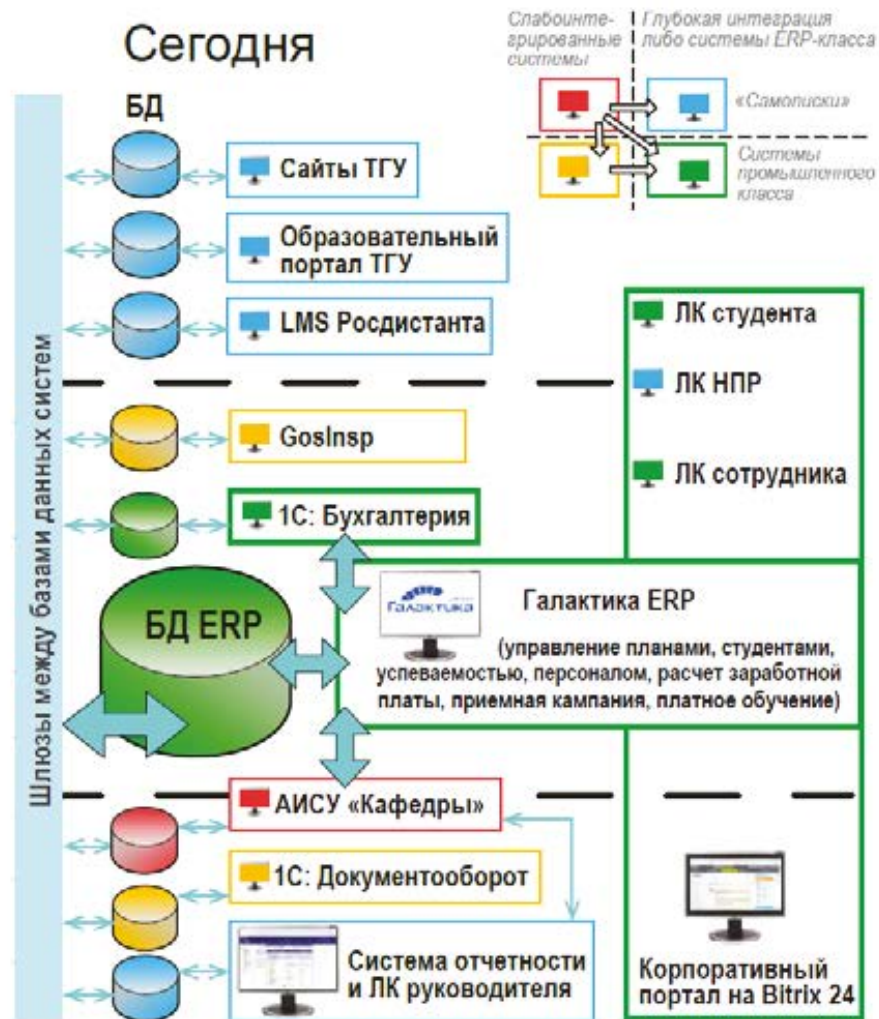 Сегодня
Слабоинте-
грированные
системы
Глубокая интеграция
либо системы ERP-класса
«Самописки»
Системы
промышленного
класса
БД
Сайты ТГУ
Образовательный
портал ТГУ
LMS Росдистанта
GosInsp
1С: Бухгалтерия
ЛК студента
ЛК НПР
ЛК сотрудника
БД ERP
Галактика
Галактика ERP
(управление планами, студентами,
успеваемостью, персоналом, расчет заработной
платы, приемная кампания, платное обучение)
АИСУ «Кафедры»
1С: Документооборот
Система отчетности
и ЛК руководителя
Корпоративный
портал на Bitrix 24
Шлюзы между базами данных систем